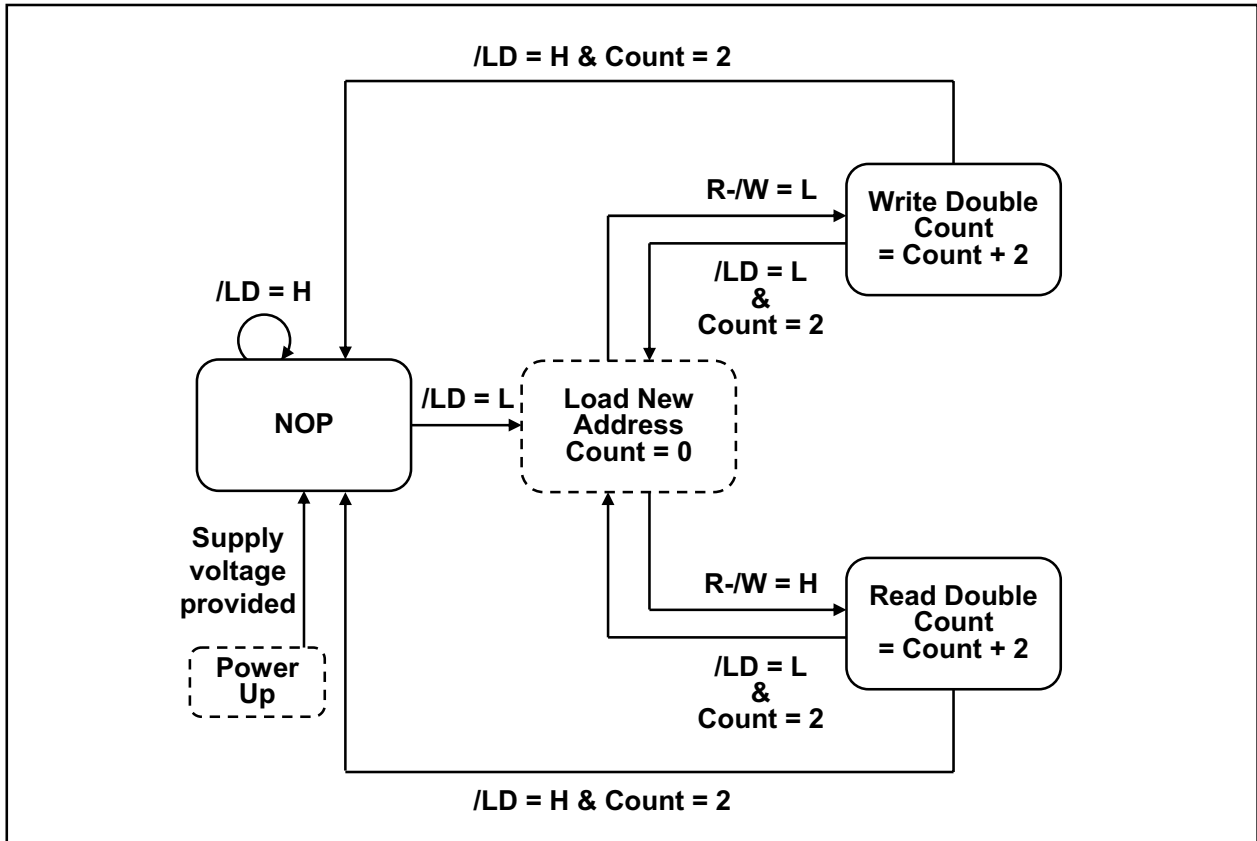 /LD = H & Count = 2
R-/W = L
Write Double
Count
= Count + 2
/LD = L
&
Count = 2
/LD = H
NOP
/LD = L
Load New
Address
Count = 0
Supply
voltage
provided
Power
Up
R-/W = H
Read Double
Count
= Count + 2
/LD = L
&
Count = 2
/LD = H & Count = 2